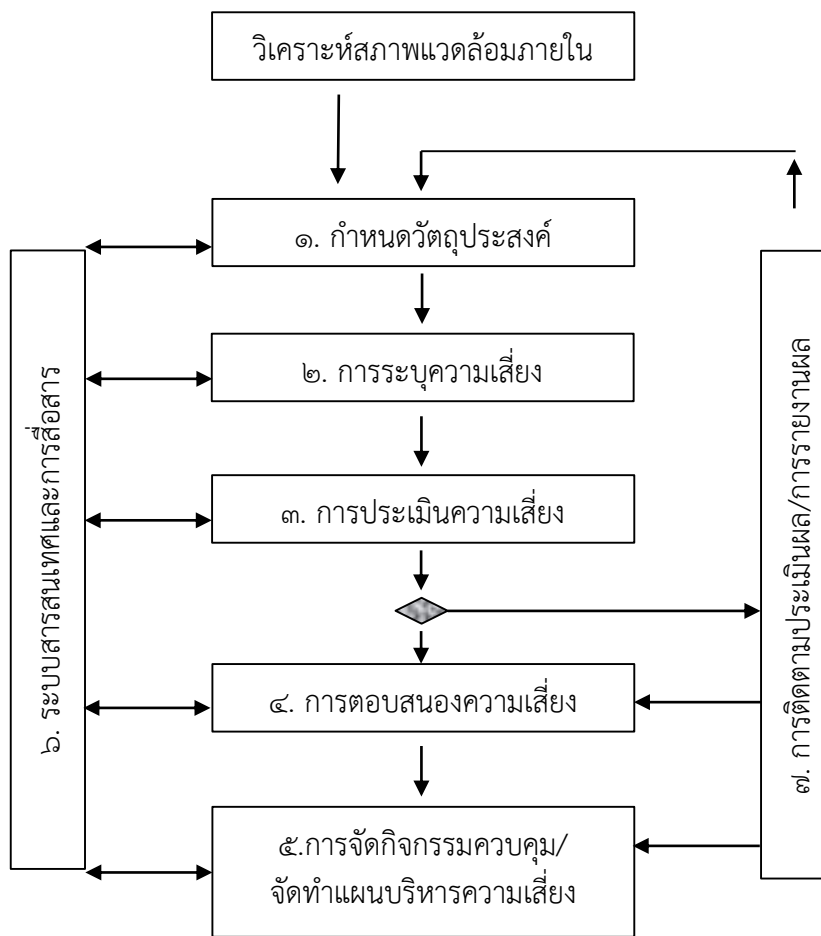 วิเคราะห์สภาพแวดล้อมภายใน
๑. กำหนดวัตถุประสงค์
๒. การระบุความเสี่ยง
๓. การประเมินความเสี่ยง
๔. การตอบสนองความเสี่ยง
๕.การจัดกิจกรรมควบคุม/
จัดทำแผนบริหารความเสี่ยง
๖. ระบบสารสนเทศและการสื่อสาร
๗. การติดตามประเมินผล/การรายงานผล